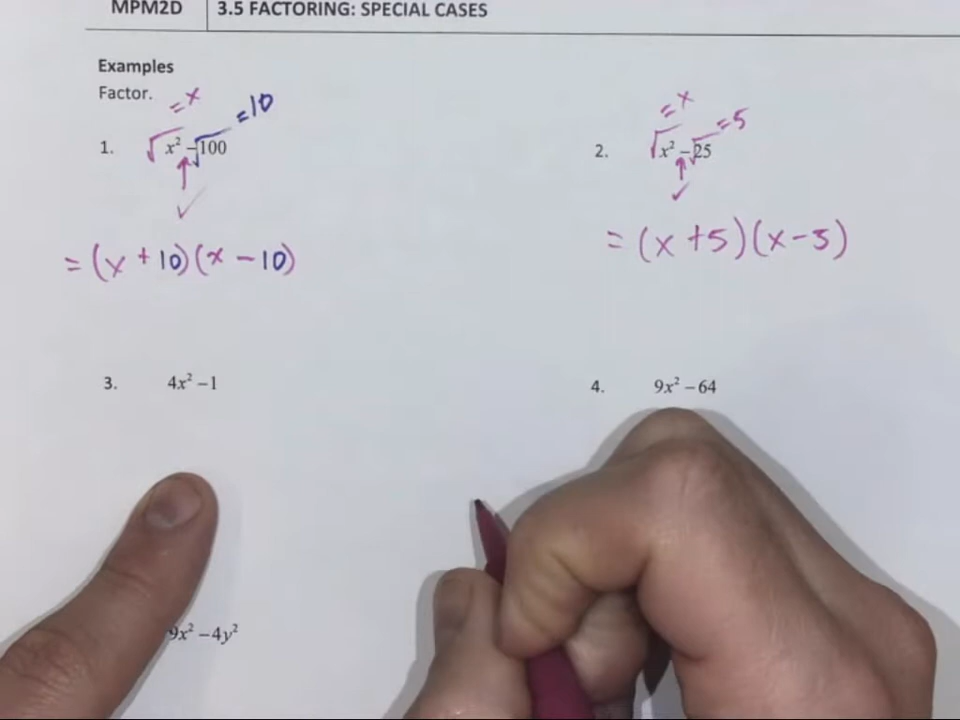 MPM2D 3.5 FACTORING: SPECIAL CASES
Examples
Factor.
= x = 10
1. √x² - √100
✓
= (x + 10)(x - 10)
= x = 5
2. √x² - √25
✓
= (x + 5)(x - 5)
3. 4x² - 1
4. 9x² - 64
9x² - 4y²